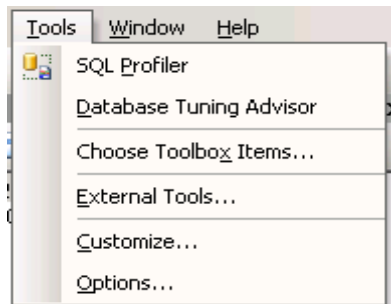 Tools Window Help
SQL Profiler
Database Tuning Advisor
Choose Toolbox Items...
External Tools...
Customize...
Options...